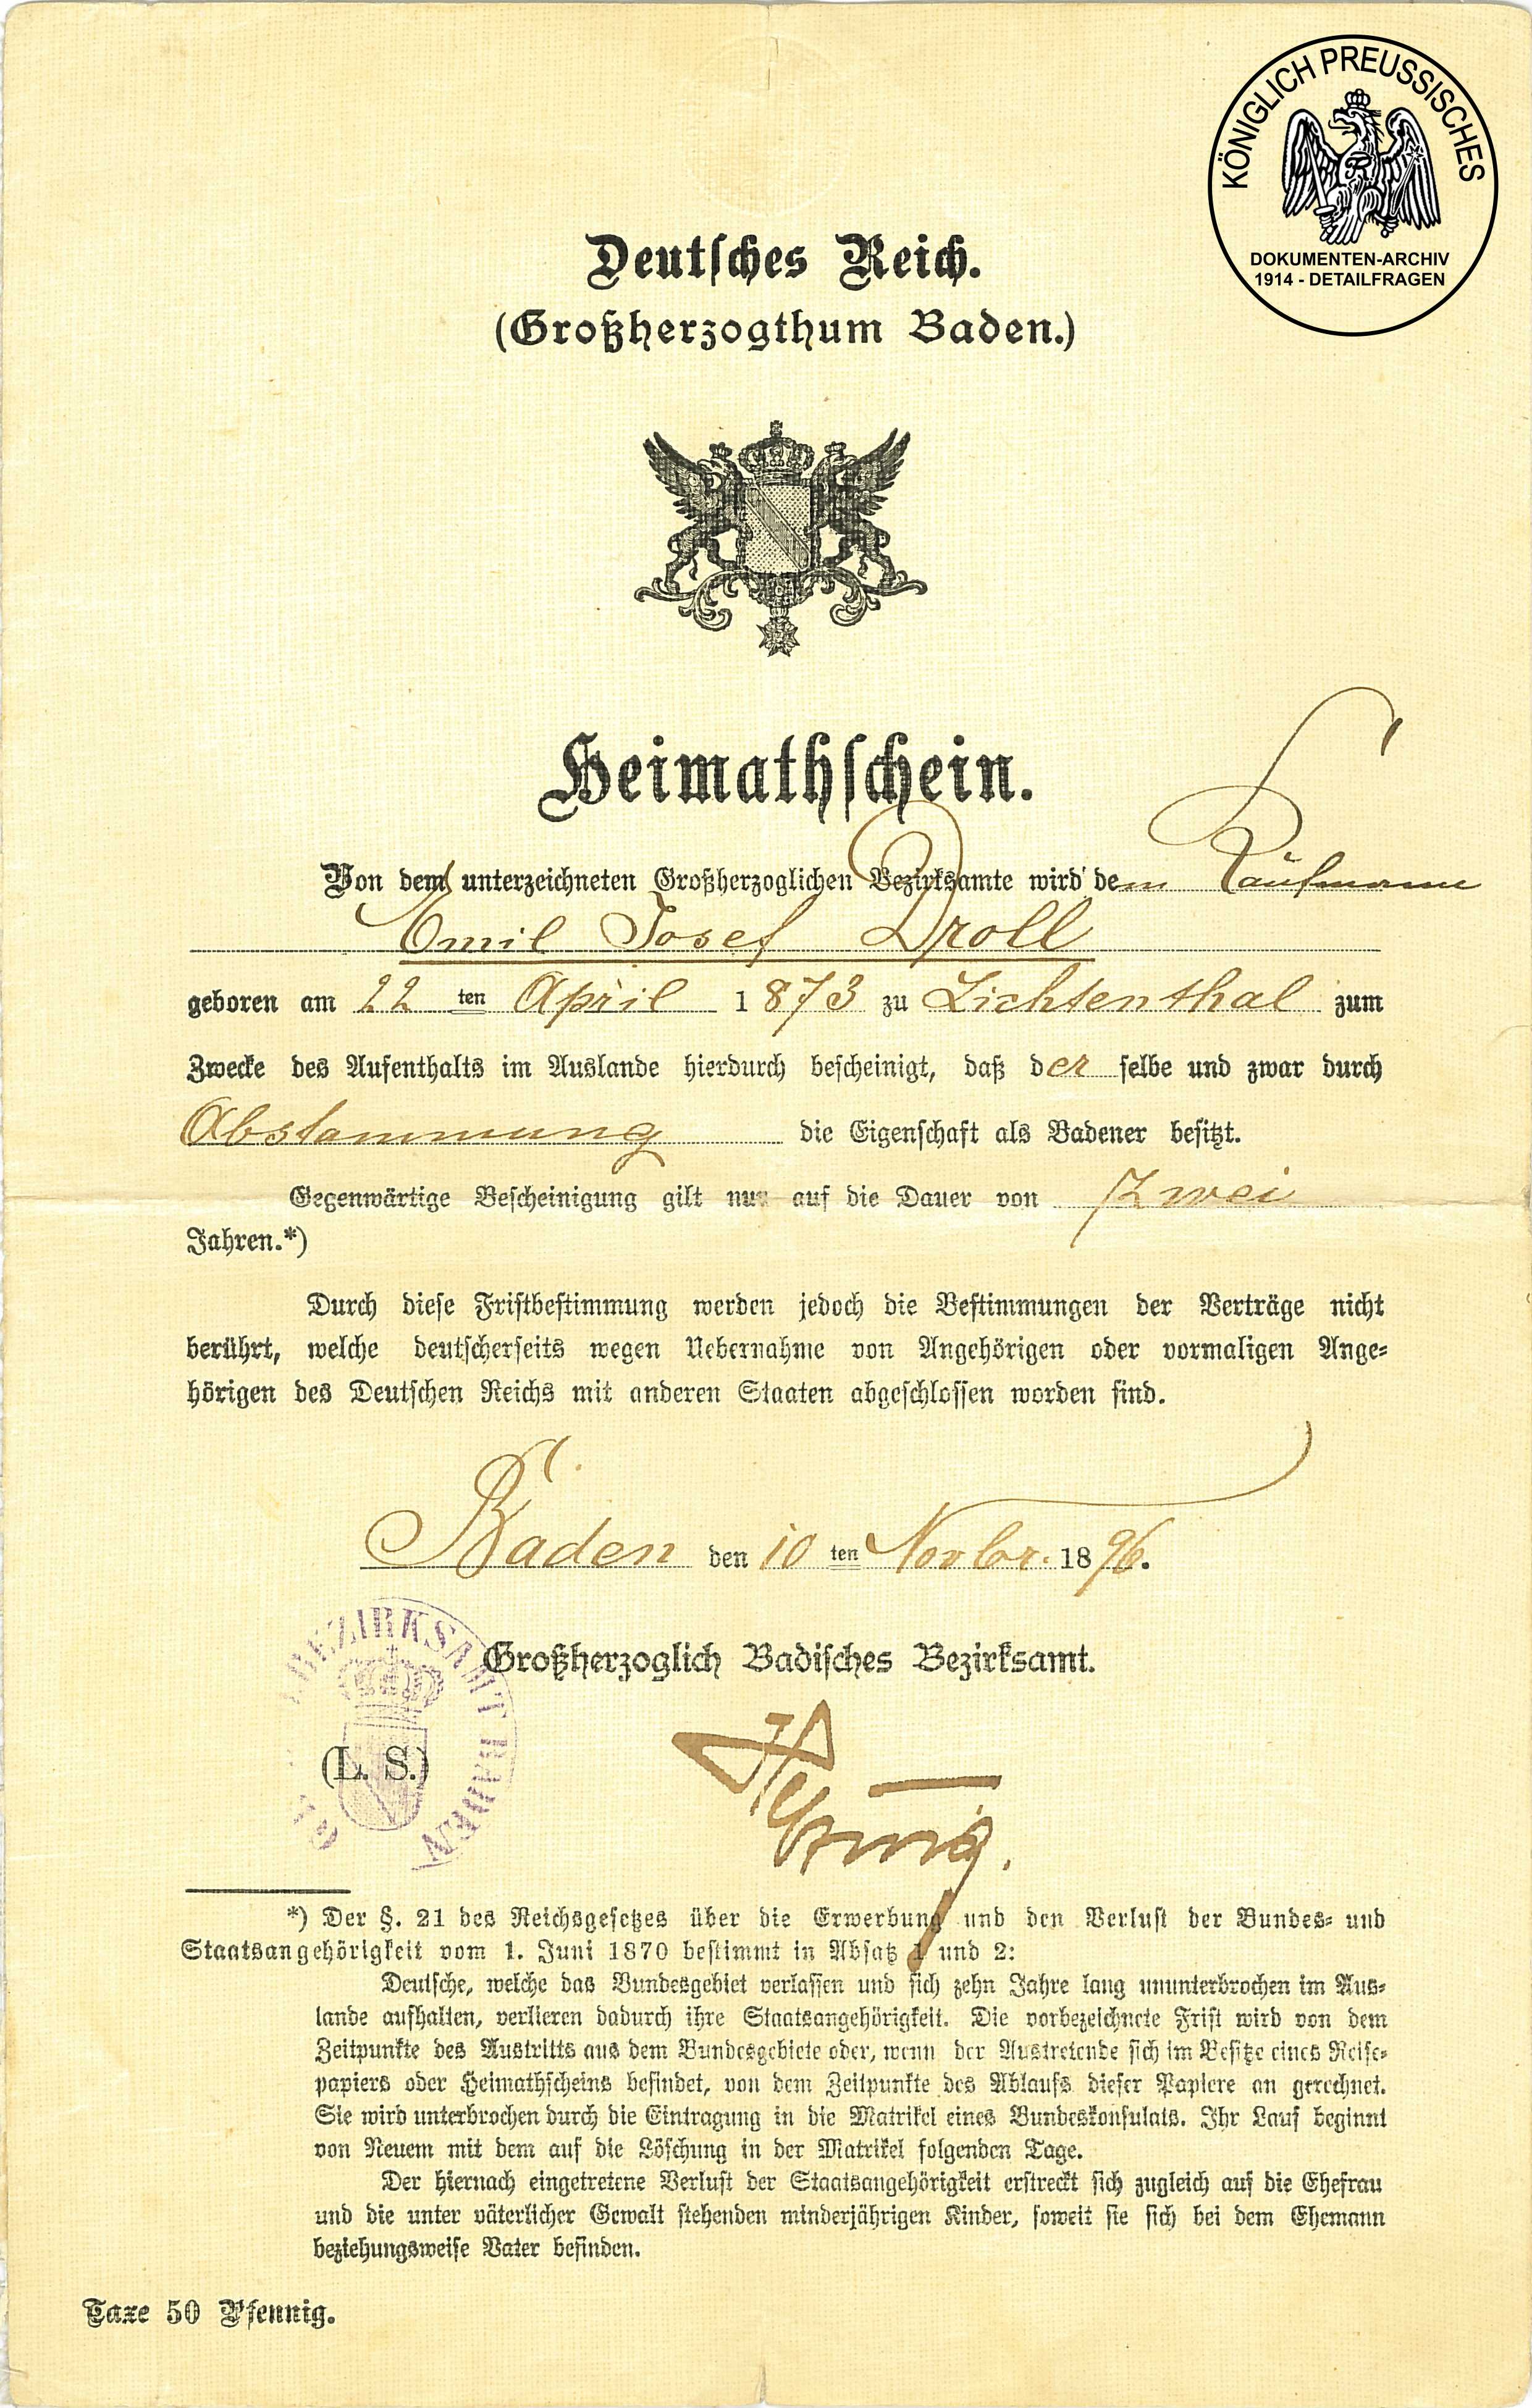 KÖNIGLICH PREUSSISCHES
DOKUMENTEN-ARCHIV
1914 - DETAILFRAGEN
Deutsches Reich.
(Großherzogthum Baden.)
Heimathschein.
Von dem unterzeichneten Großherzoglichen Bezirksamte wird dem Kaufmann
Emil Josef Droll
geboren am 22 ten April 1873 zu Lichtenthal zum
Zwecke des Aufenthalts im Auslande hierdurch bescheinigt, daß der selbe und zwar durch
Abstammung die Eigenschaft als Badener besitzt.
Gegenwärtige Bescheinigung gilt nur auf die Dauer von zwei
Jahren.*)
Durch diese Fristbestimmung werden jedoch die Bestimmungen der Verträge nicht
berührt, welche deutscherseits wegen Uebernahme von Angehörigen oder vormaligen Ange-
hörigen des Deutschen Reichs mit anderen Staaten abgeschlossen worden sind.
Baden den 10 ten Novbr. 1896.
BEZIRKSAMT BADEN
Großherzoglich Badisches Bezirksamt.
(L. S.)
*) Der §. 21 des Reichsgesetzes über die Erwerbung und den Verlust der Bundes- und
Staatsangehörigkeit vom 1. Juni 1870 bestimmt in Absatz 1 und 2:
Deutsche, welche das Bundesgebiet verlassen und sich zehn Jahre lang ununterbrochen im Aus-
lande aufhalten, verlieren dadurch ihre Staatsangehörigkeit. Die vorbezeichnete Frist wird von dem
Zeitpunkte des Austritts aus dem Bundesgebiete oder, wenn der Austretende sich im Besitze eines Reise-
papiers oder Heimathscheins befindet, von dem Zeitpunkte des Ablaufs dieser Papiere an gerechnet.
Sie wird unterbrochen durch die Eintragung in die Matrikel eines Bundeskonsulats. Ihr Lauf beginnt
von Neuem mit dem auf die Löschung in der Matrikel folgenden Tage.
Der hiernach eingetretene Verlust der Staatsangehörigkeit erstreckt sich zugleich auf die Ehefrau
und die unter väterlicher Gewalt stehenden minderjährigen Kinder, soweit sie sich bei dem Ehemann
beziehungsweise Vater befinden.
Taxe 50 Pfennig.